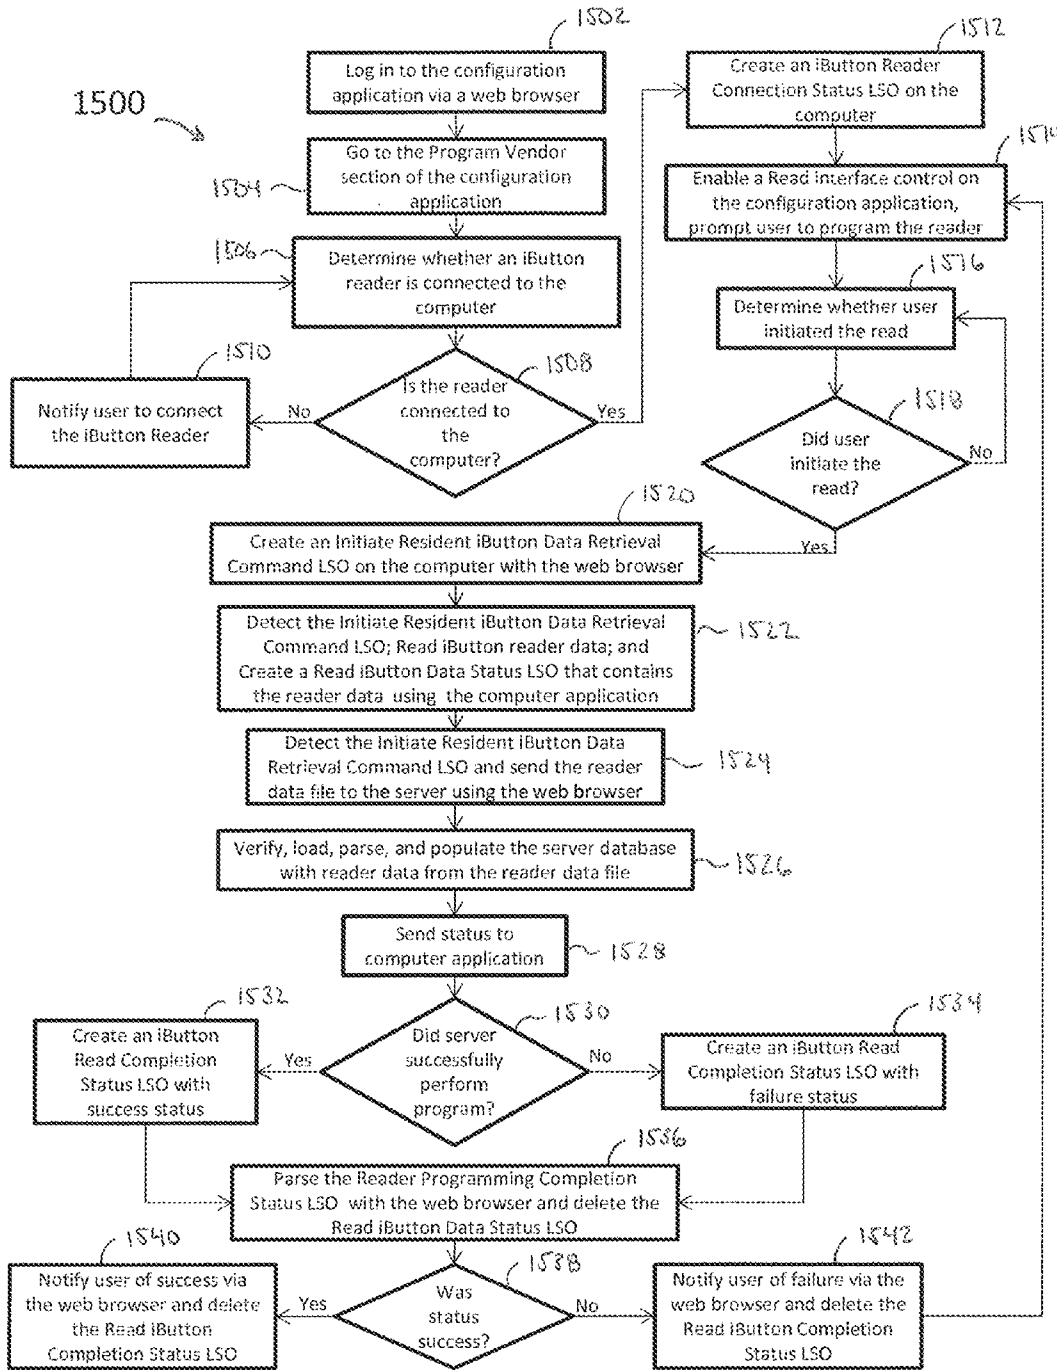 1500
1502
Log in to the configuration
application via a web browser
1504
Go to the Program Vendor
section of the configuration
application
1506
Determine whether an iButton
reader is connected to the
computer
1508
Is the reader
connected to
the
computer?
No
Yes
1510
Notify user to connect
the iButton Reader
1512
Create an iButton Reader
Connection Status LSO on the
computer
1514
Enable a Read interface control on
the configuration application,
prompt user to program the reader
1516
Determine whether user
initiated the read
1518
Did user
initiate the
read?
No
Yes
1520
Create an Initiate Resident iButton Data Retrieval
Command LSO on the computer with the web browser
1522
Detect the Initiate Resident iButton Data Retrieval
Command LSO; Read iButton reader data; and
Create a Read iButton Data Status LSO that contains
the reader data using the computer application
1524
Detect the Initiate Resident iButton Data
Retrieval Command LSO and send the reader
data file to the server using the web browser
1526
Verify, load, parse, and populate the server database
with reader data from the reader data file
1528
Send status to
computer application
1530
Did server
successfully
perform
program?
Yes
No
1532
Create an iButton
Read Completion
Status LSO with
success status
1534
Create an iButton Read
Completion Status LSO with
failure status
1536
Parse the Reader Programming Completion
Status LSO with the web browser and delete the
Read iButton Data Status LSO
1538
Was
status
success?
Yes
No
1540
Notify user of success via
the web browser and delete
the Read iButton
Completion Status LSO
1542
Notify user of failure via the
web browser and delete the
Read iButton Completion
Status LSO